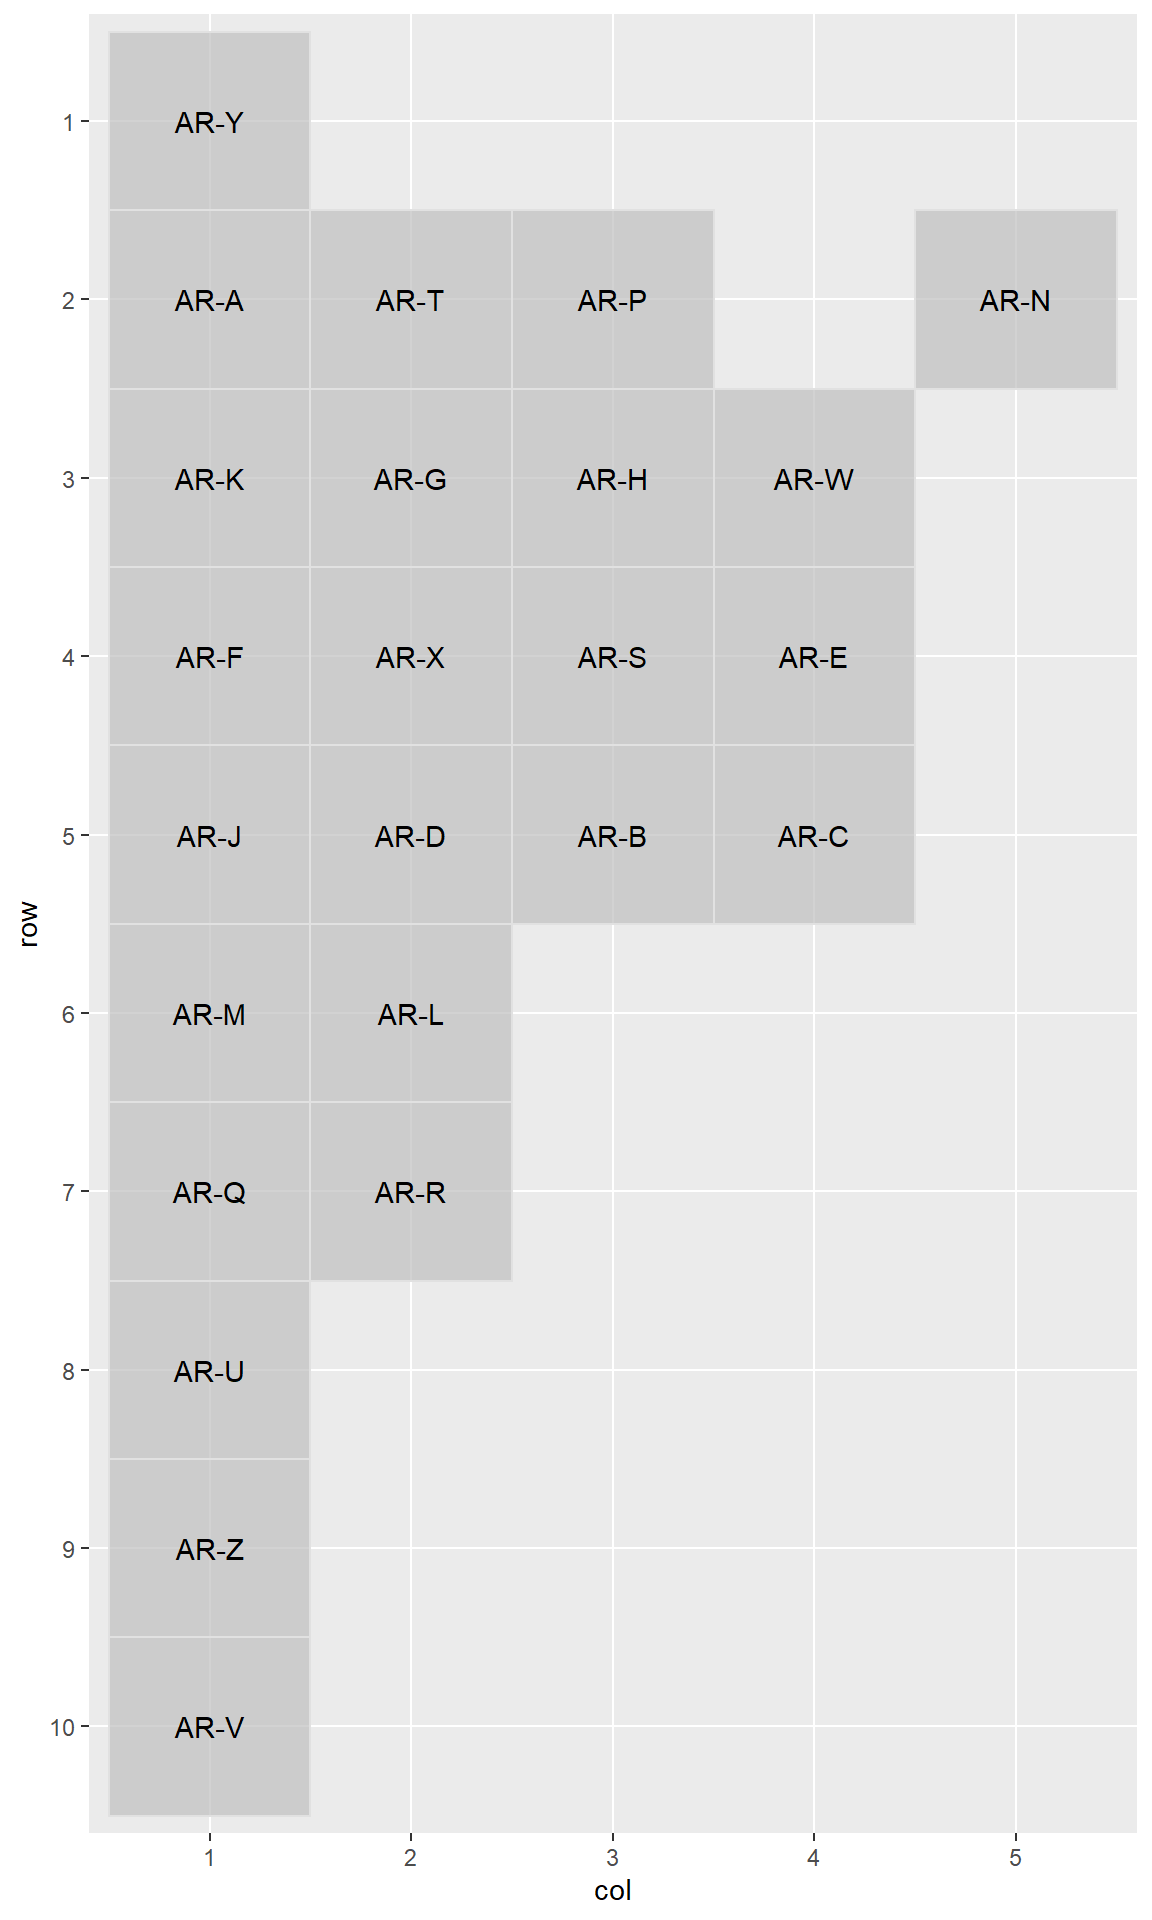 1 AR-Y
2 AR-A AR-T AR-P AR-N
3 AR-K AR-G AR-H AR-W
4 AR-F AR-X AR-S AR-E
5 AR-J AR-D AR-B AR-C
row
6 AR-M AR-L
7 AR-Q AR-R
8 AR-U
9 AR-Z
10 AR-V
1 2 3 4 5
col